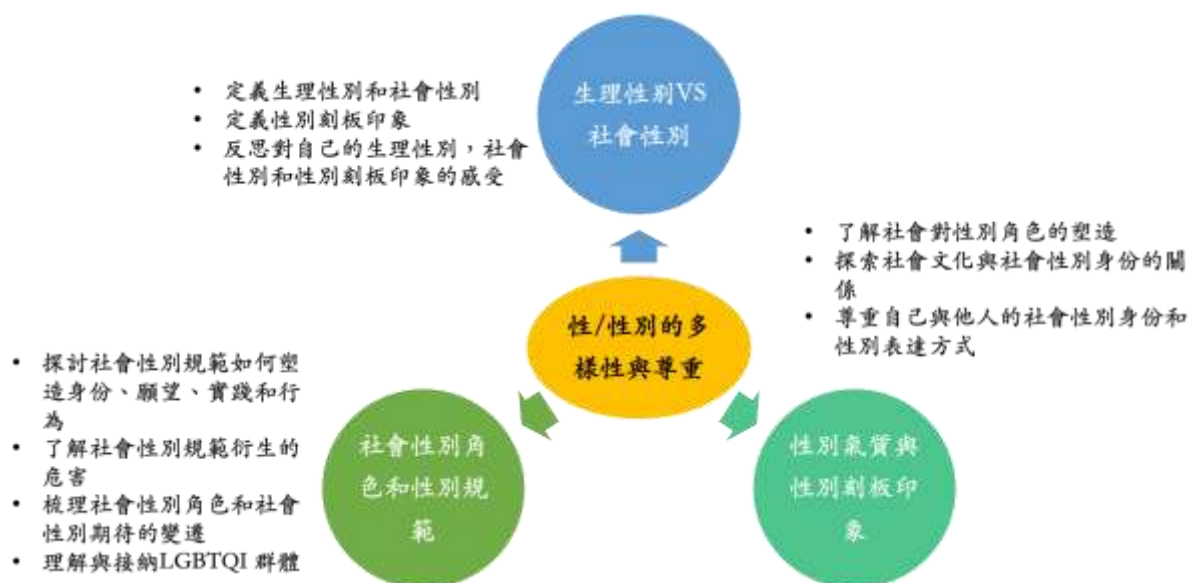 • 定義生理性別和社會性別
• 定義性別刻板印象
• 反思對自己的生理性別，社會
性別和性別刻板印象的感受
生理性別VS
社會性別
• 了解社會對性別角色的塑造
• 探索社會文化與社會性別身份的關
係
• 尊重自己與他人的社會性別身份和
性別表達方式
性/性別的多
樣性與尊重
• 探討社會性別規範如何塑
造身份、願望、實踐和行
為
• 了解社會性別規範衍生的
危害
• 梳理社會性別角色和社會
性別期待的變遷
• 理解與接納LGBTQI 群體
社會性別角
色和性別規
範
性別氣質與
性別刻板印
象